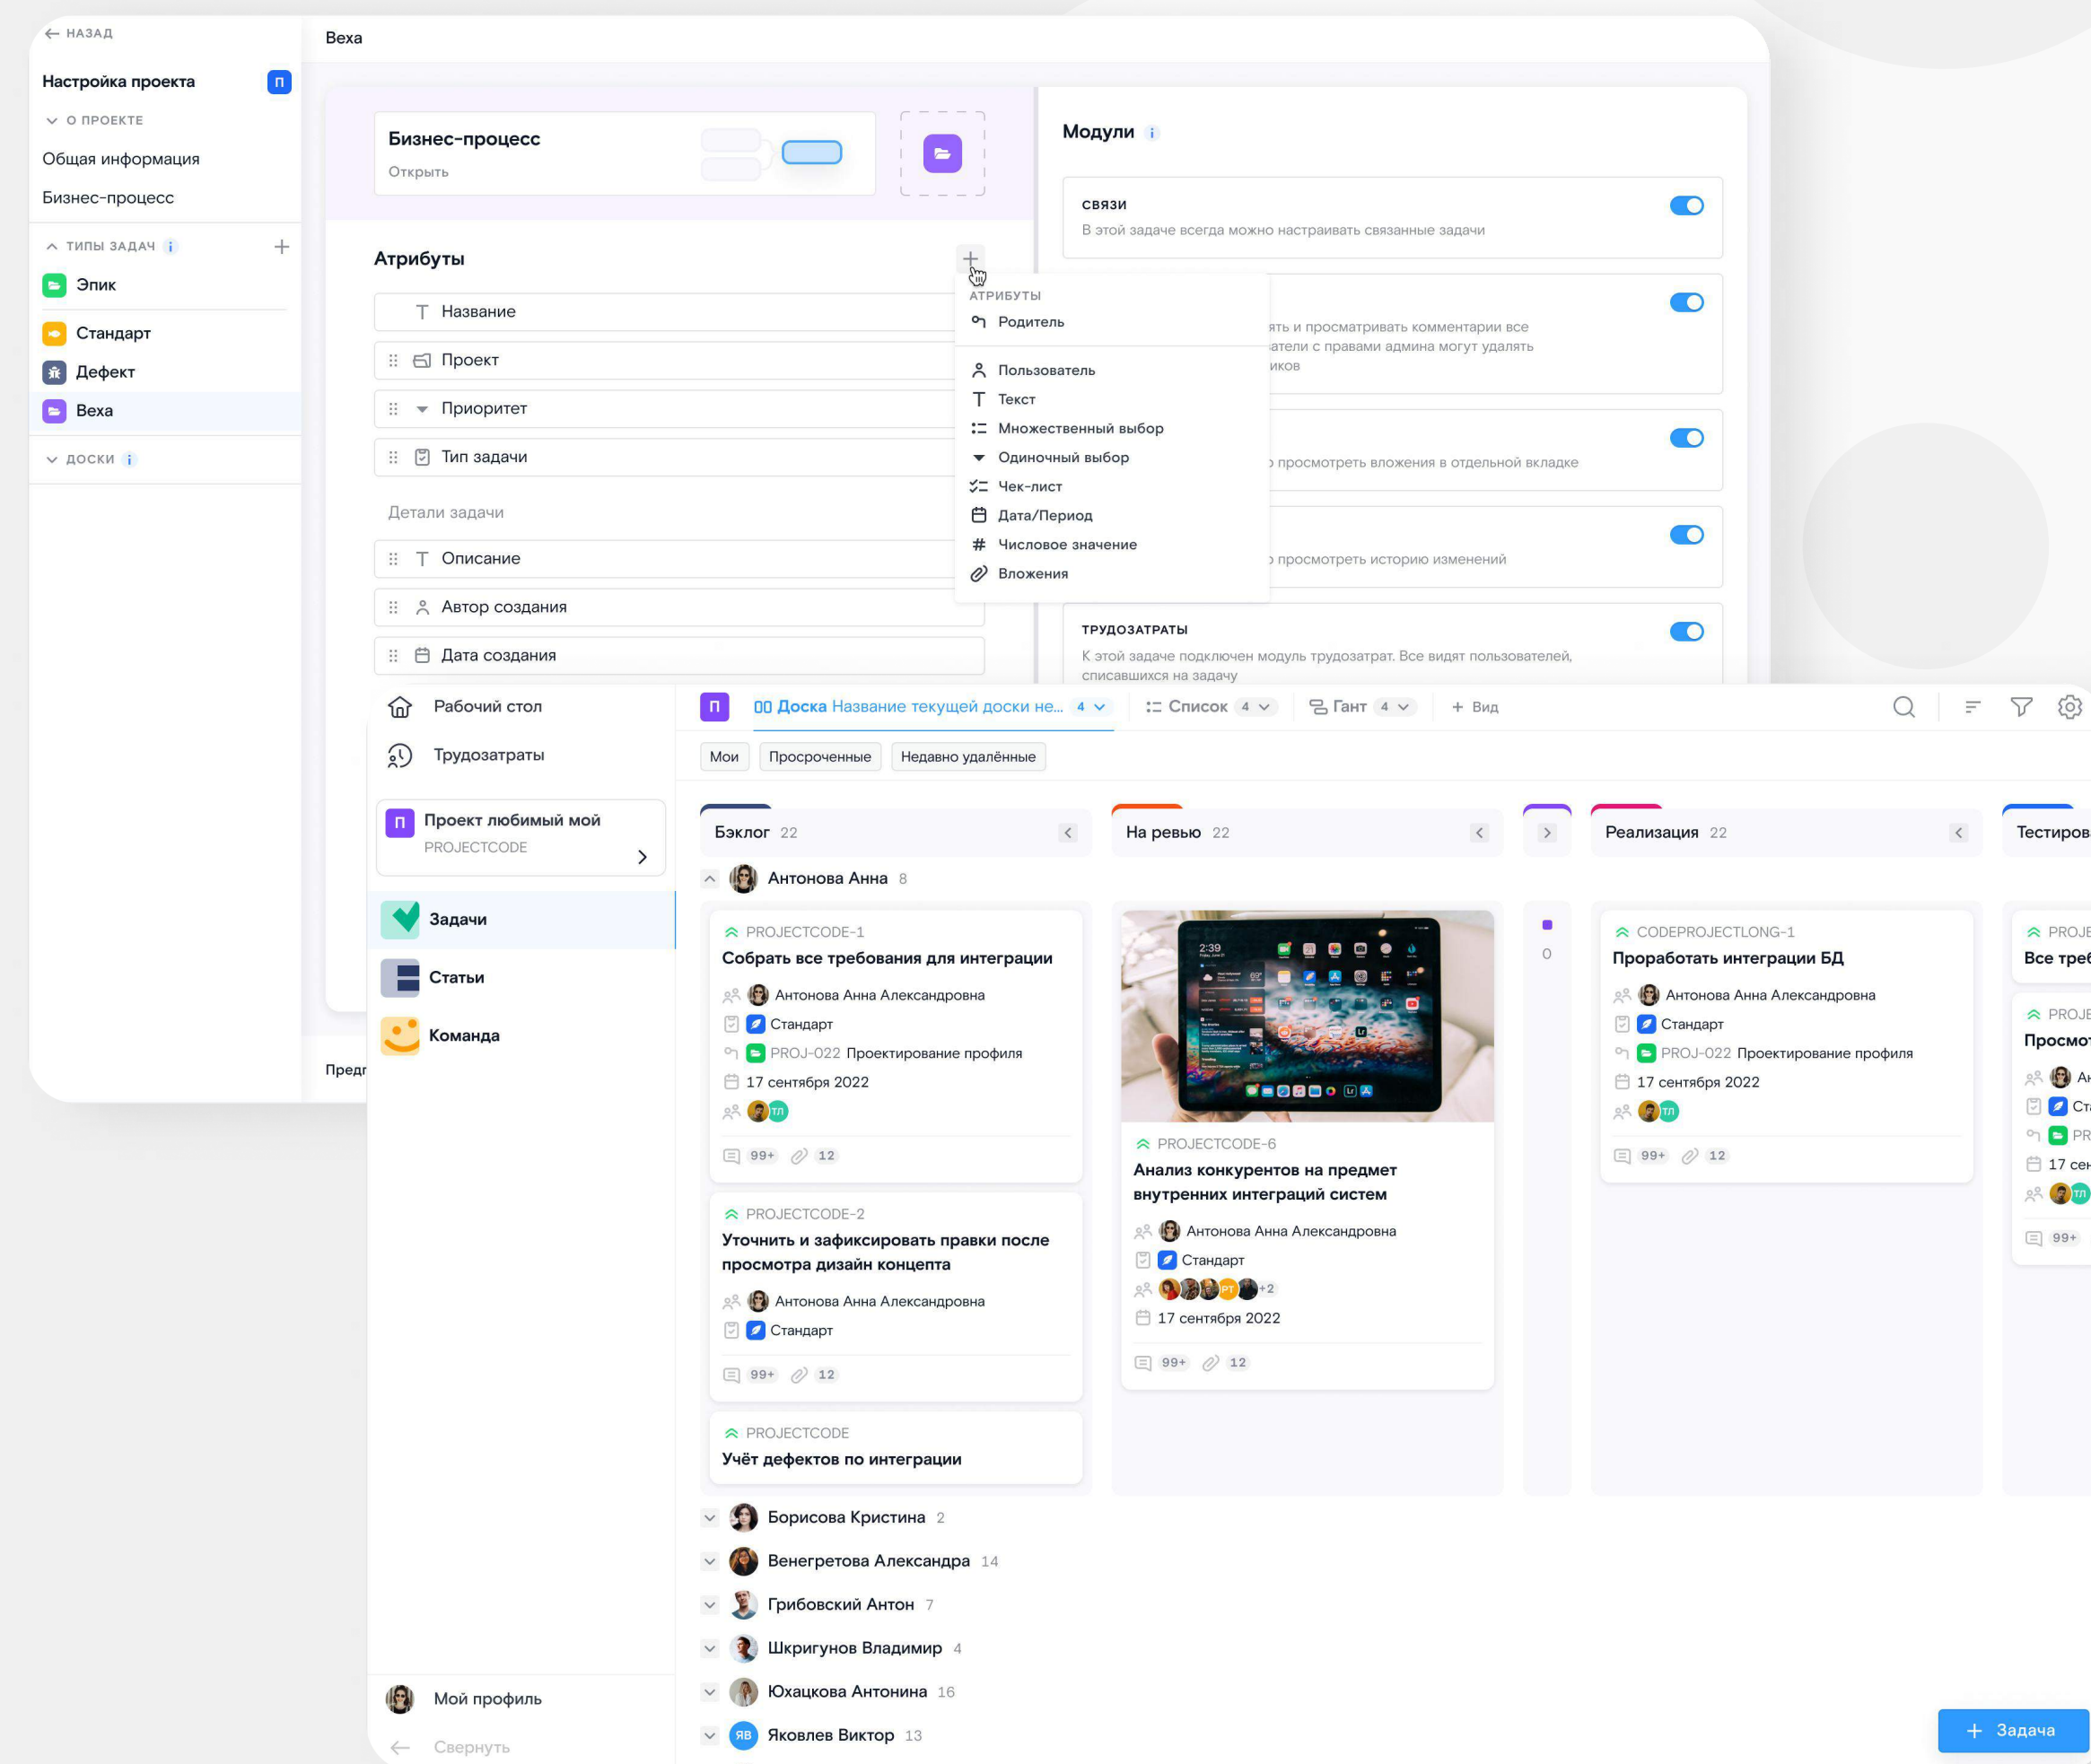 НАЗАД
Настройка проекта
П
О ПРОЕКТЕ
Общая информация
Бизнес-процесс
ТИПЫ ЗАДАЧ
Эпик
Стандарт
Дефект
Веха
ДОСКИ
Веха
Бизнес-процесс
Открыть
Атрибуты
Название
Проект
Приоритет
Тип задачи
Детали задачи
Описание
Автор создания
Дата создания
АТРИБУТЫ
Родитель
Пользователь
Текст
Множественный выбор
Одиночный выбор
Чек-лист
Дата/Период
Числовое значение
Вложения
Модули
СВЯЗИ
В этой задаче всегда можно настраивать связанные задачи
и просматривать комментарии все
с правами админа могут удалять
просмотреть вложения в отдельной вкладке
просмотреть историю изменений
ТРУДОЗАТРАТЫ
К этой задаче подключен модуль трудозатрат. Все видят пользователей,
списавшихся на задачу
Рабочий стол
Трудозатраты
П
Проект любимый мой
PROJECTCODE
Задачи
Статьи
Команда
Мой профиль
Свернуть
П
Доска Название текущей доски не... 4
Список 4
Гант 4
+ Вид
Мои
Просроченные
Недавно удалённые
Бэклог 22
На ревью 22
Реализация 22
Антонова Анна 8
PROJECTCODE-1
Собрать все требования для интеграции
Антонова Анна Александровна
Стандарт
PROJ-022 Проектирование профиля
17 сентября 2022
ТЛ
99+ 12
PROJECTCODE-2
Уточнить и зафиксировать правки после
просмотра дизайн концепта
Антонова Анна Александровна
Стандарт
99+ 12
PROJECTCODE
Учёт дефектов по интеграции
2:39
PROJECTCODE-6
Анализ конкурентов на предмет
внутренних интеграций систем
Антонова Анна Александровна
Стандарт
РТ +2
17 сентября 2022
99+ 12
0
CODEPROJECTLONG-1
Проработать интеграции БД
Антонова Анна Александровна
Стандарт
PROJ-022 Проектирование профиля
17 сентября 2022
ТЛ
99+ 12
Все
17
ТЛ
99+
Борисова Кристина 2
Венегретова Александра 14
Грибовский Антон 7
Шкригунов Владимир 4
Юхацкова Антонина 16
ЯВ Яковлев Виктор 13
+ Задача